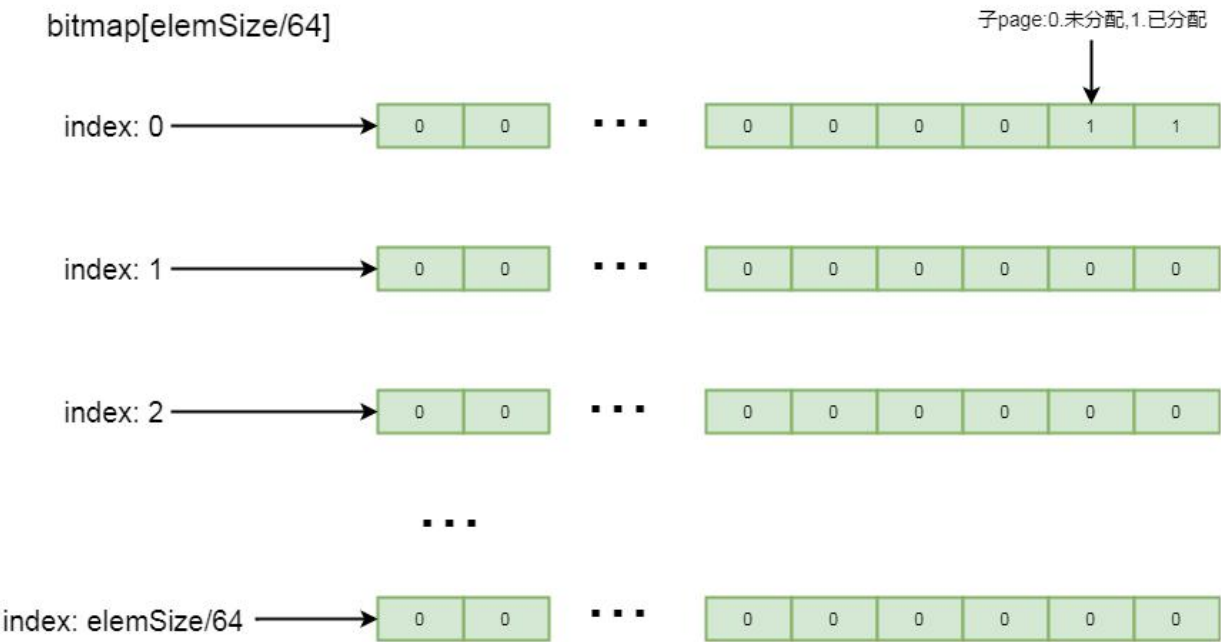 bitmap[elemSize/64]
子page:0.未分配,1.已分配
index: 0 0 0 ... 0 0 0 0 1 1
index: 1 0 0 ... 0 0 0 0 0 0
index: 2 0 0 ... 0 0 0 0 0 0
...
index: elemSize/64 0 0 ... 0 0 0 0 0 0